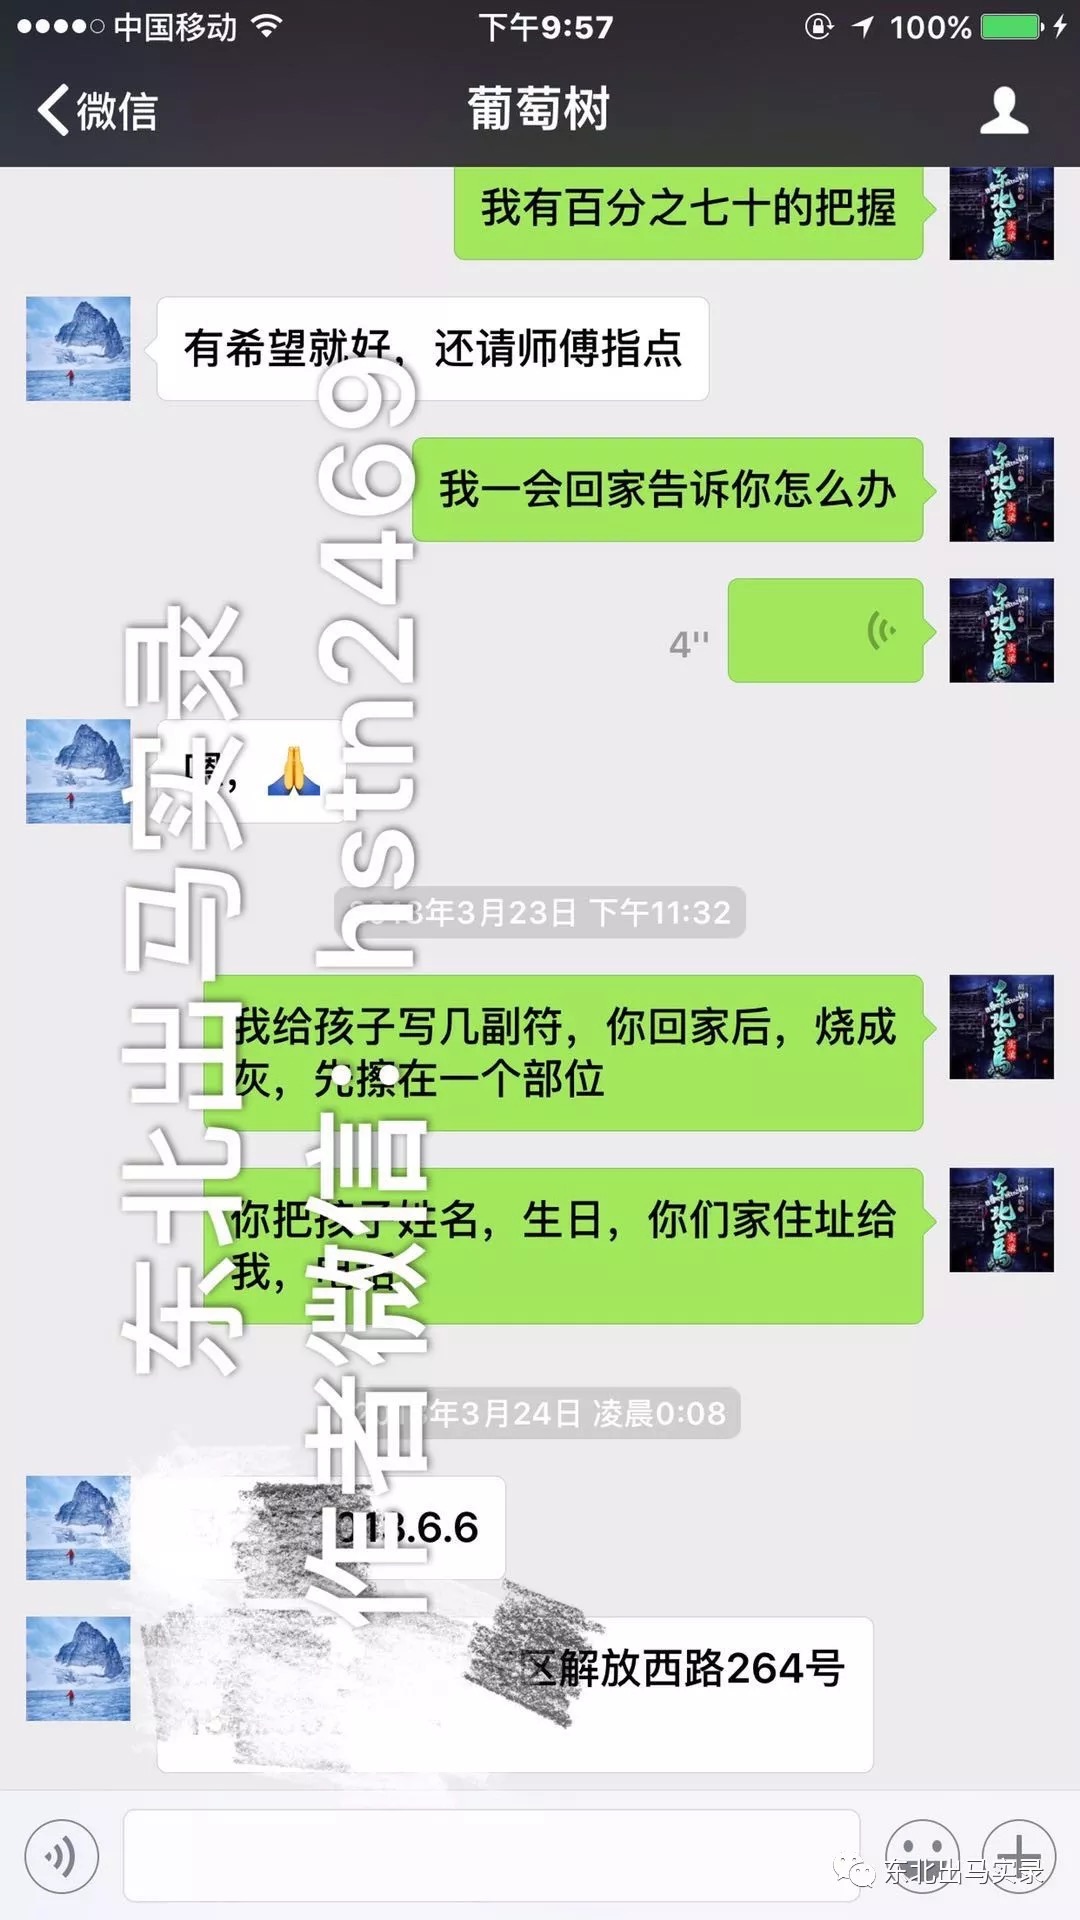 中国移动 下午9:57 100%
微信 葡萄树
我有百分之七十的把握
有希望就好，还请师傅指点
我一会回家告诉你怎么办
4"
嗯，🙏
年3月23日 下午11:32
我给孩子写几副符，你回家后，烧成
灰，先擦在一个部位
你把孩子姓名，生日，你们家住址给
我，电话
年3月24日 凌晨0:08
.6.6
区解放西路264号
东北出马实录
作者微信：hstn2469
东北出马实录